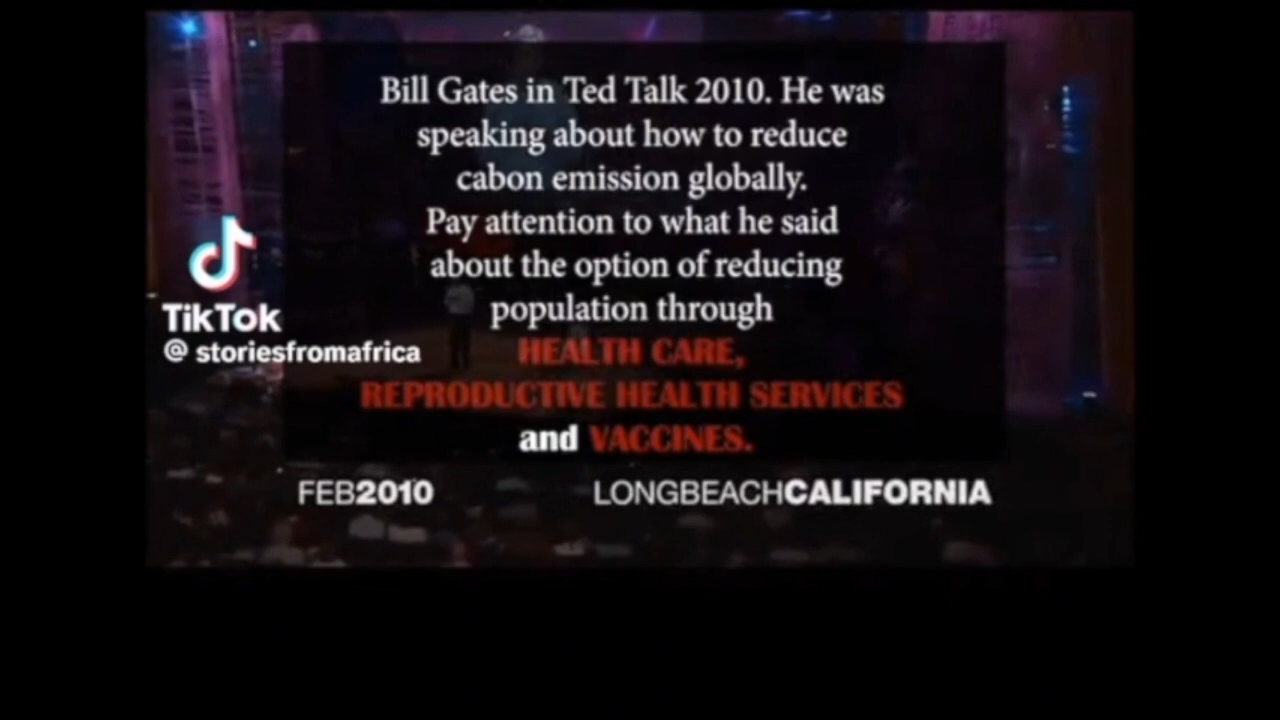 Bill Gates in Ted Talk 2010. He was
speaking about how to reduce
cabon emission globally.
Pay attention to what he said
about the option of reducing
population through
HEALTH CARE,
REPRODUCTIVE HEALTH SERVICES
and VACCINES.
TikTok
@ storiesfromafrica
FEB2010
LONGBEACHCALIFORNIA